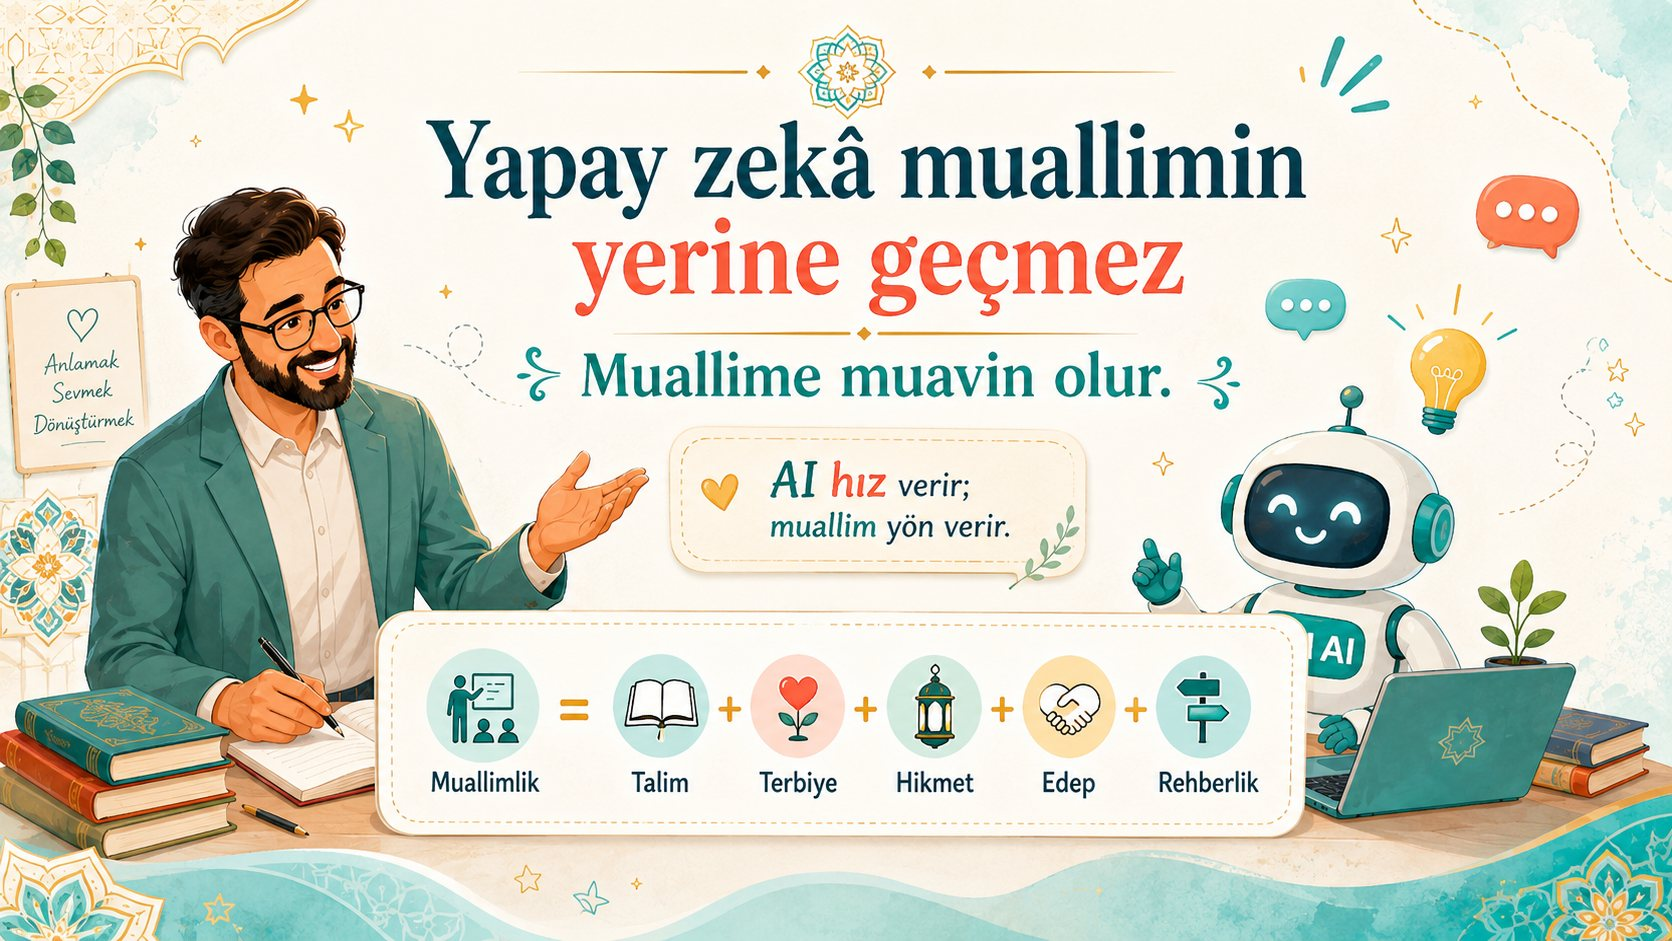 Yapay zekâ muallimin
yerine geçmez
Muallime muavin olur.
Anlamak
Sevmek
Dönüştürmek
AI hız verir;
muallim yön verir.
AI
Muallimlik = Talim + Terbiye + Hikmet + Edep + Rehberlik